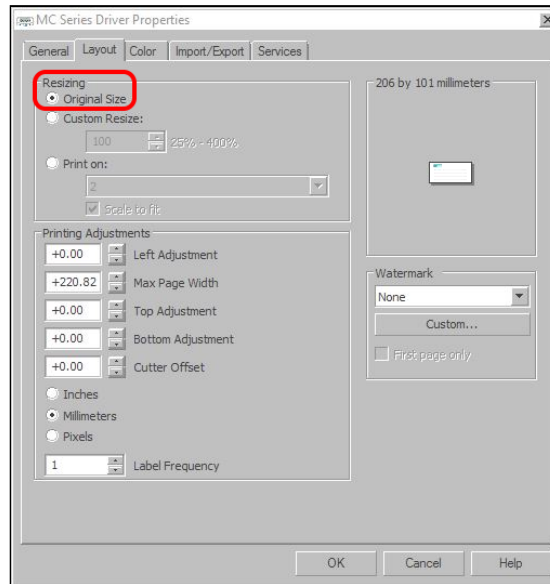 MC Series Driver Properties
General Layout Color Import/Export Services
Resizing
Original Size
Custom Resize:
100 25% - 400%
Print on:
2
Scale to fit
Printing Adjustments
+0.00 Left Adjustment
+220.82 Max Page Width
+0.00 Top Adjustment
+0.00 Bottom Adjustment
+0.00 Cutter Offset
Inches
Millimeters
Pixels
1 Label Frequency
206 by 101 millimeters
Watermark
None
Custom...
First page only
OK Cancel Help